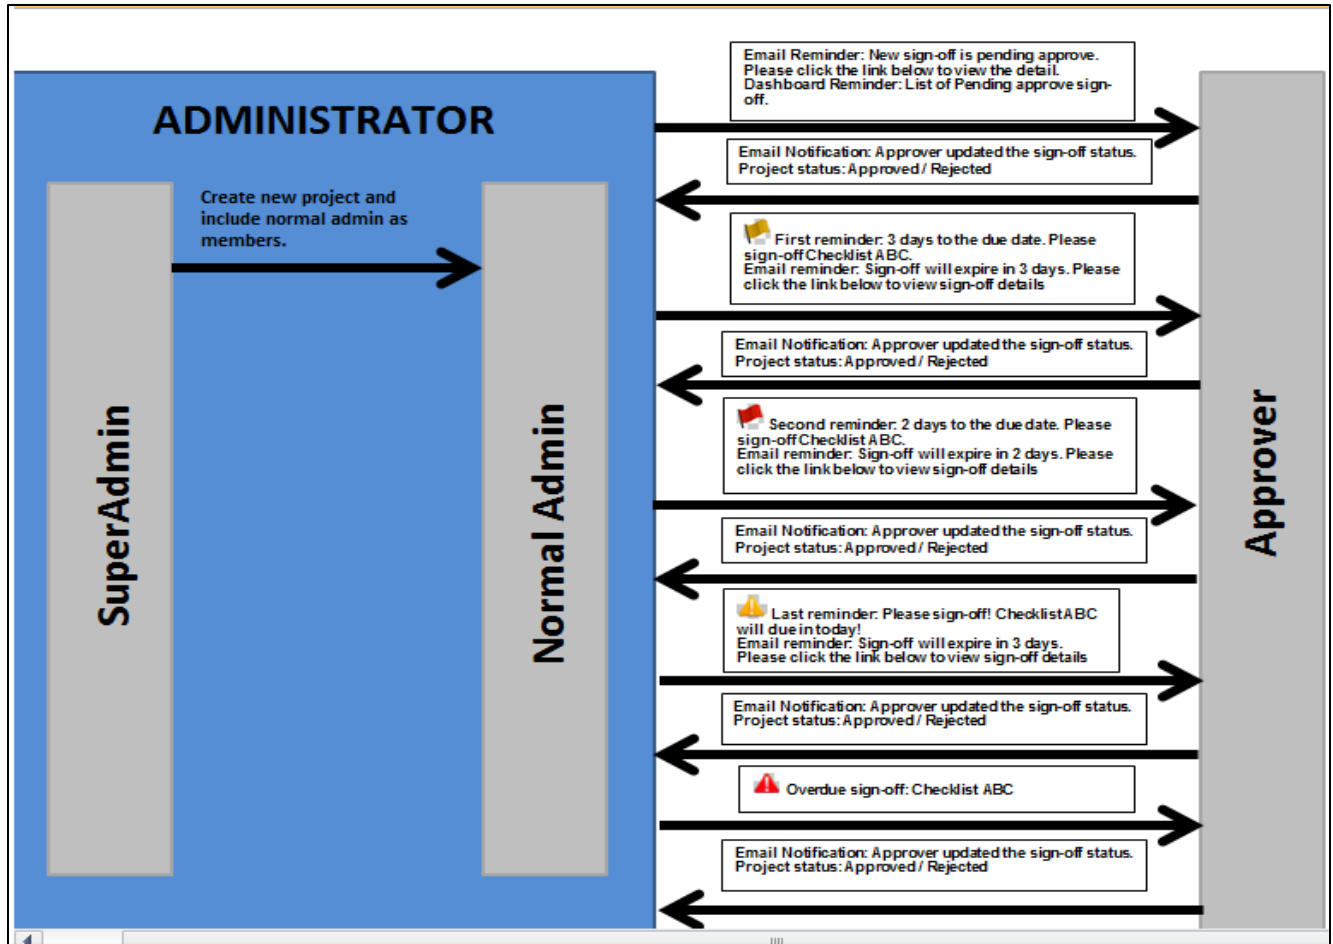 Email Reminder: New sign-off is pending approve.
Please click the link below to view the detail.
Dashboard Reminder: List of Pending approve sign-
off.
ADMINISTRATOR
Email Notification: Approver updated the sign-off status.
Project status: Approved / Rejected
Create new project and
include normal admin as
members.
First reminder: 3 days to the due date. Please
sign-off Checklist ABC.
Email reminder: Sign-off will expire in 3 days. Please
click the link below to view sign-off details
Email Notification: Approver updated the sign-off status.
Project status: Approved / Rejected
SuperAdmin
Normal Admin
Approver
Second reminder: 2 days to the due date. Please
sign-off Checklist ABC.
Email reminder: Sign-off will expire in 2 days. Please
click the link below to view sign-off details
Email Notification: Approver updated the sign-off status.
Project status: Approved / Rejected
Last reminder: Please sign-off! Checklist ABC
will due in today!
Email reminder: Sign-off will expire in 3 days.
Please click the link below to view sign-off details
Email Notification: Approver updated the sign-off status.
Project status: Approved / Rejected
Overdue sign-off: Checklist ABC
Email Notification: Approver updated the sign-off status.
Project status: Approved / Rejected